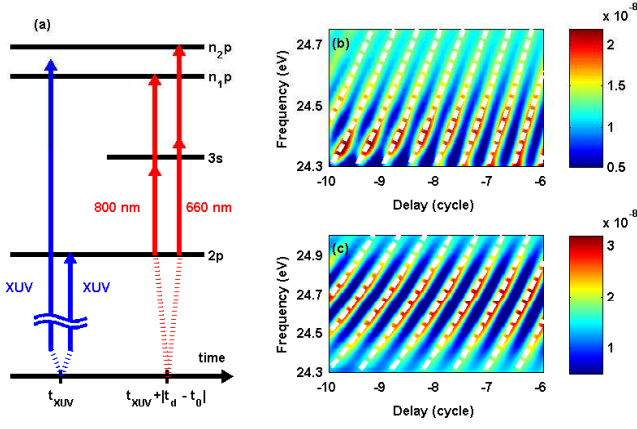 (a)
n₂p
n₁p
3s
800 nm
660 nm
2p
XUV
XUV
time
t_XUV
t_XUV+|t_d - t_0|
x 10⁻⁸
(b)
Frequency (eV)
24.7
24.5
24.3
-10
-9
-8
-7
-6
Delay (cycle)
2
1.5
1
0.5
x 10⁻⁸
(c)
Frequency (eV)
24.9
24.7
24.5
24.3
-10
-9
-8
-7
-6
Delay (cycle)
3
2
1